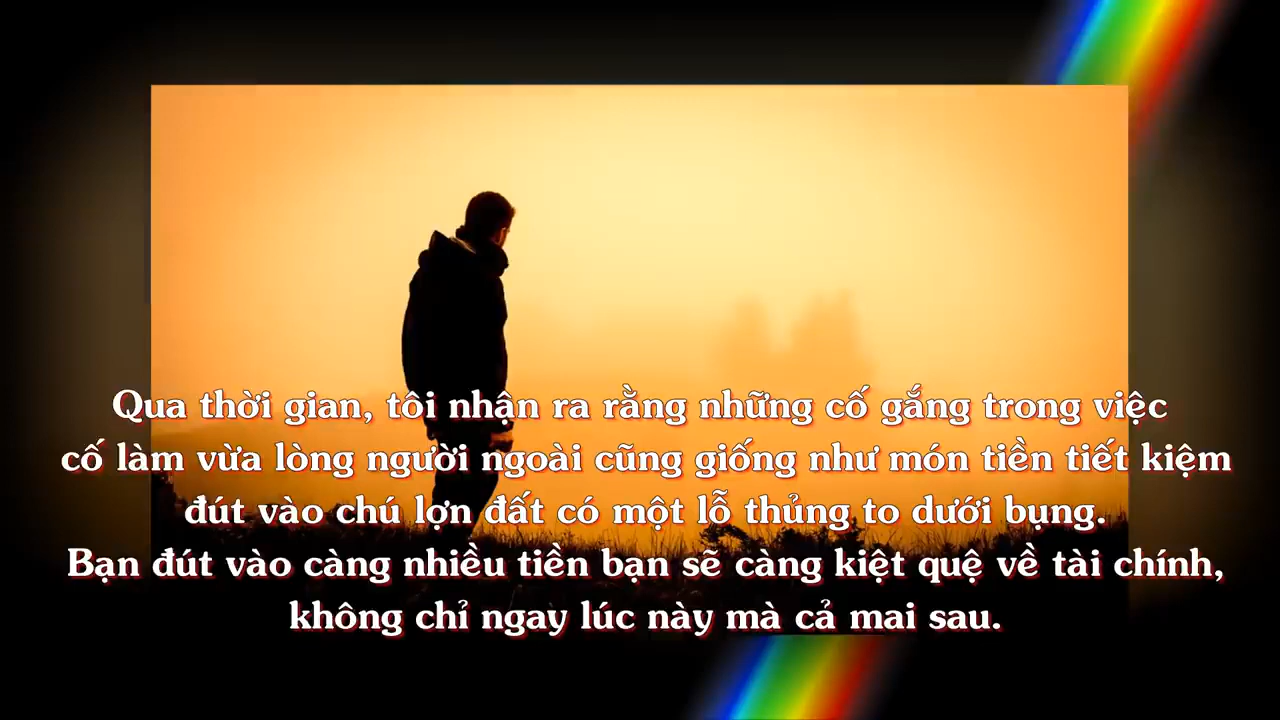 Qua thời gian, tôi nhận ra rằng những cố gắng trong việc
cố làm vừa lòng người ngoài cũng giống như món tiền tiết kiệm
đút vào chú lợn đất có một lỗ thủng to dưới bụng.
Bạn đút vào càng nhiều tiền bạn sẽ càng kiệt quệ về tài chính,
không chỉ ngay lúc này mà cả mai sau.